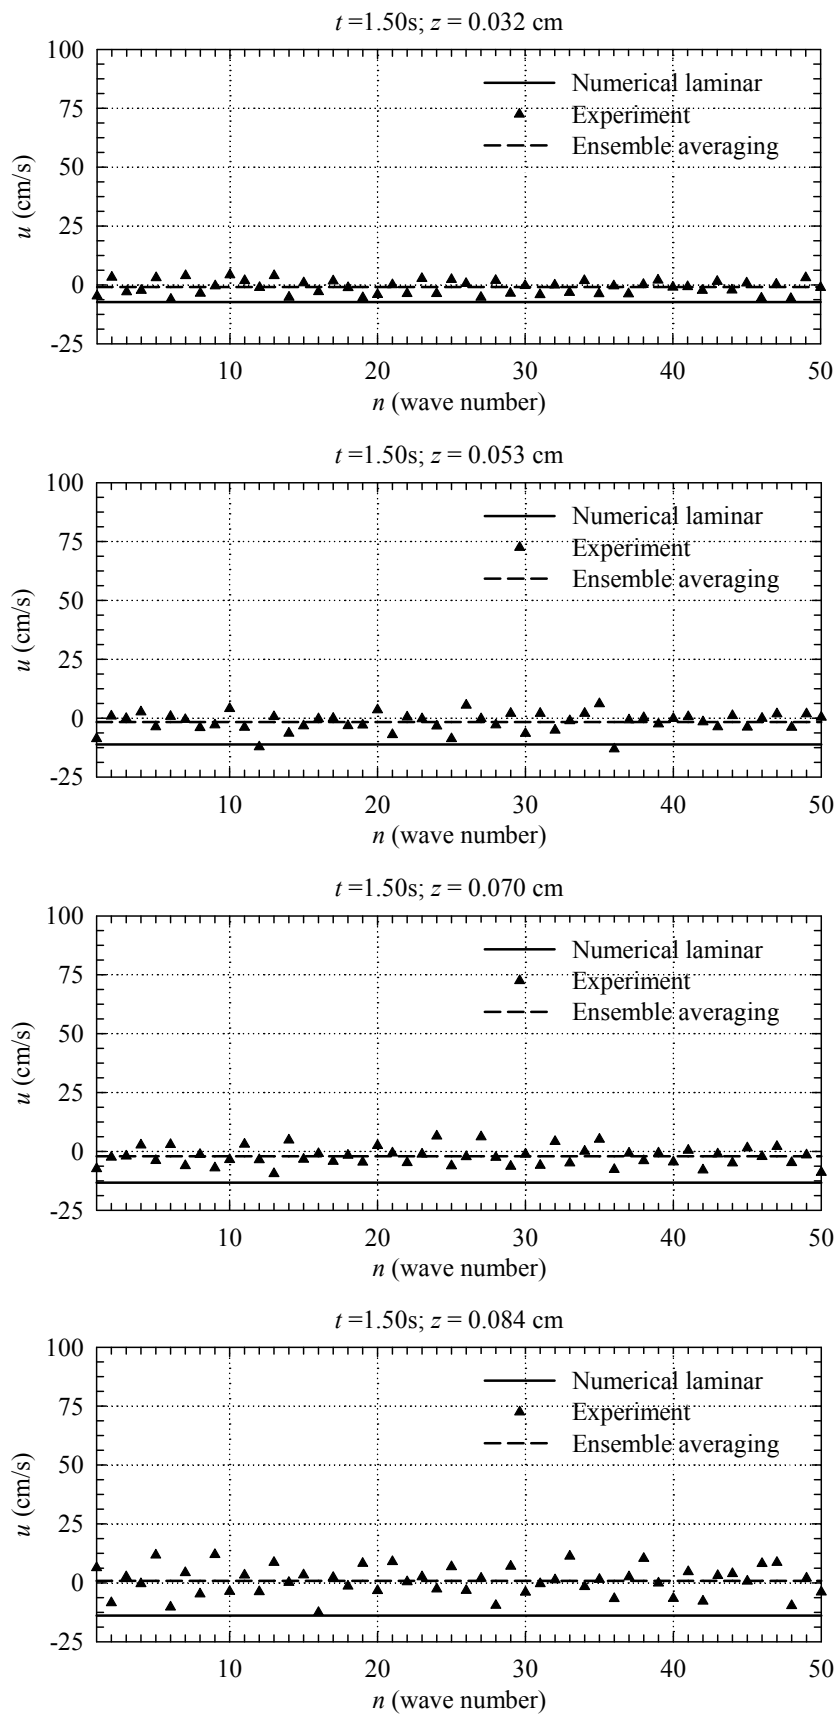 t =1.50s; z = 0.032 cm
100
75
50
25
0
-25
u (cm/s)
Numerical laminar
Experiment
Ensemble averaging
10 20 30 40 50
n (wave number)
t =1.50s; z = 0.053 cm
100
75
50
25
0
-25
u (cm/s)
Numerical laminar
Experiment
Ensemble averaging
10 20 30 40 50
n (wave number)
t =1.50s; z = 0.070 cm
100
75
50
25
0
-25
u (cm/s)
Numerical laminar
Experiment
Ensemble averaging
10 20 30 40 50
n (wave number)
t =1.50s; z = 0.084 cm
100
75
50
25
0
-25
u (cm/s)
Numerical laminar
Experiment
Ensemble averaging
10 20 30 40 50
n (wave number)